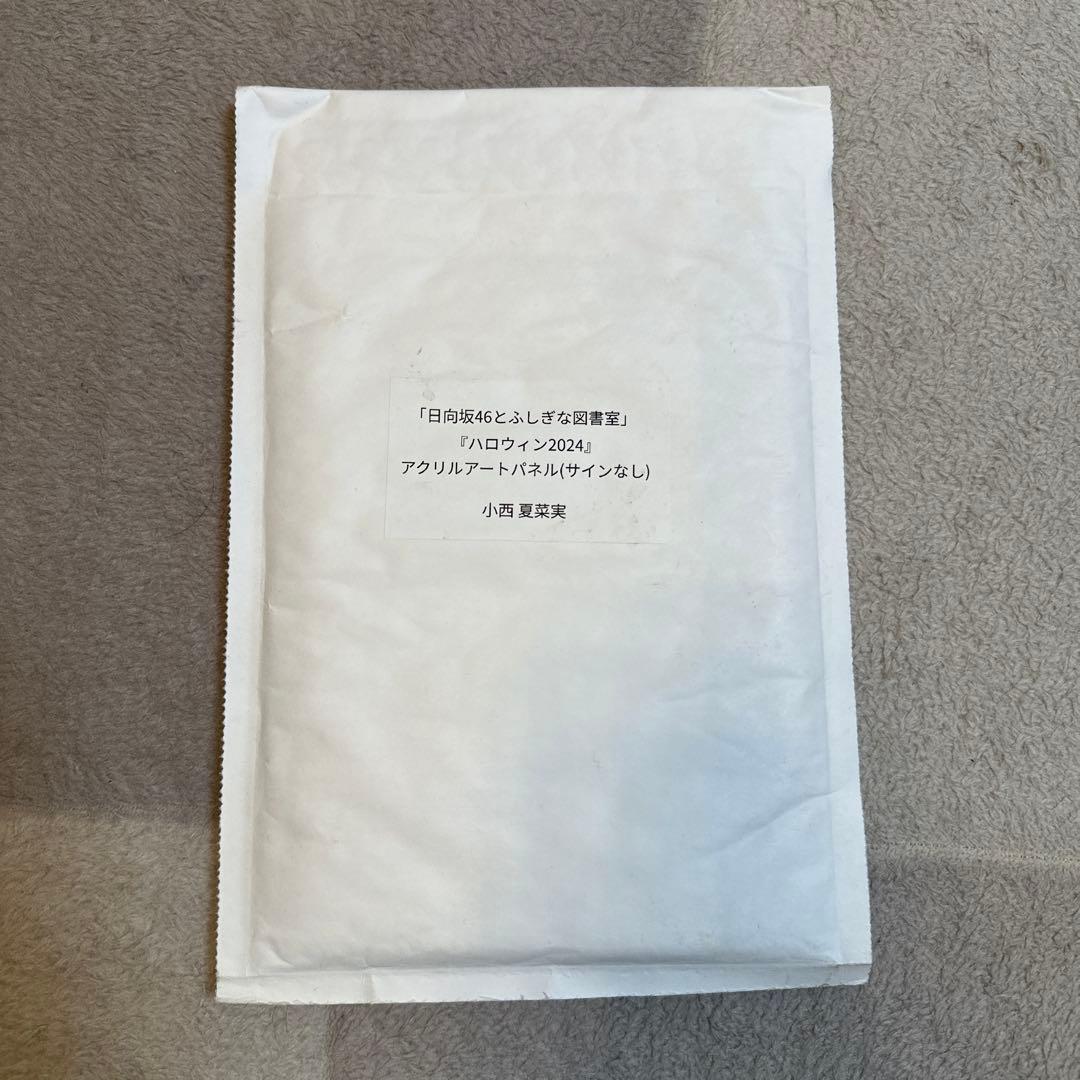 「日向坂46とふしぎな図書室」
『ハロウィン2024』
アクリルアートパネル(サインなし)
小西 夏菜実